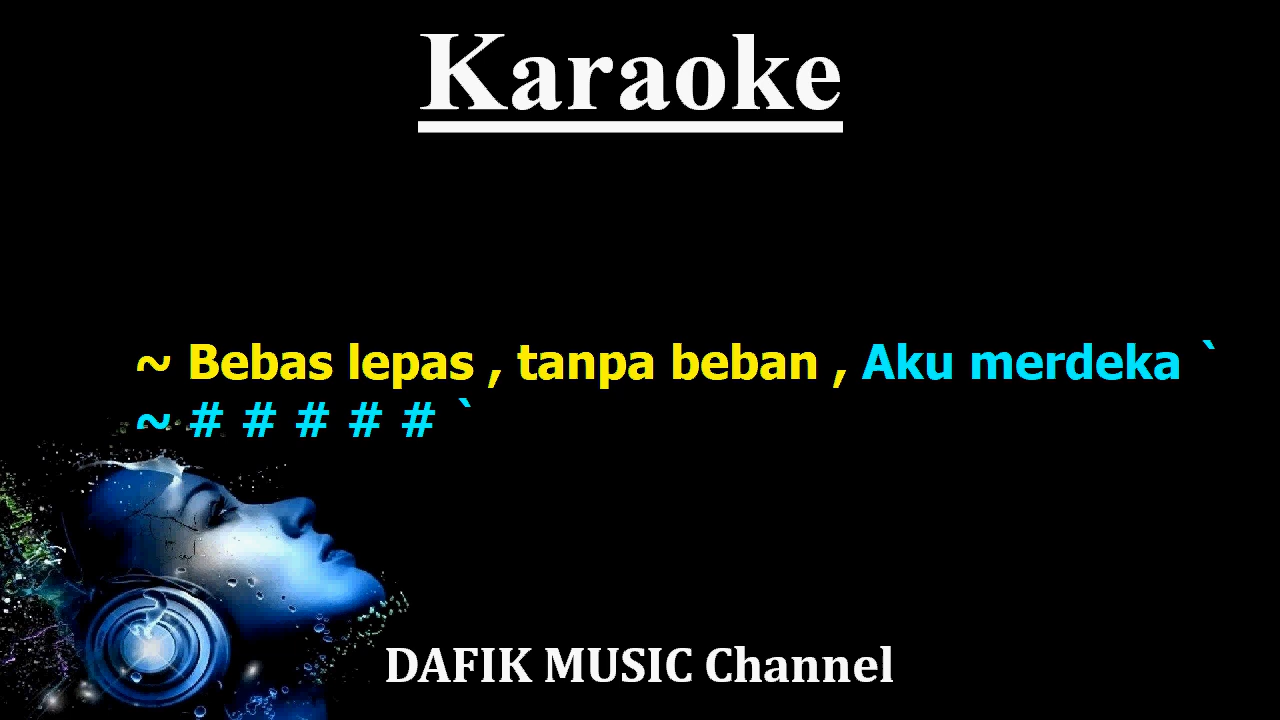 Karaoke
~ Bebas lepas , tanpa beban , Aku merdeka `
~ # # # # # `
DAFIK MUSIC Channel